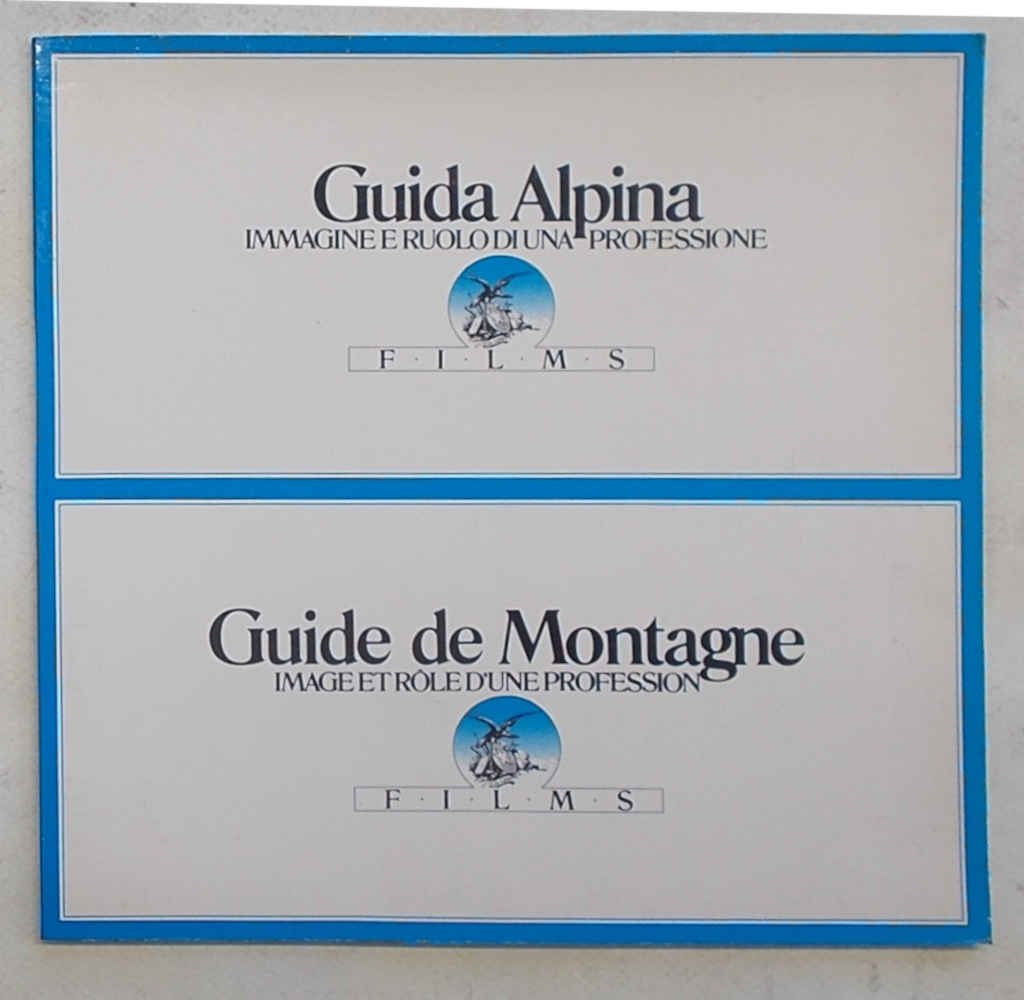 Guida Alpina
IMMAGINE E RUOLO DI UNA PROFESSIONE
F · I · L · M · S
Guide de Montagne
IMAGE ET RÔLE D'UNE PROFESSION
F · I · L · M · S